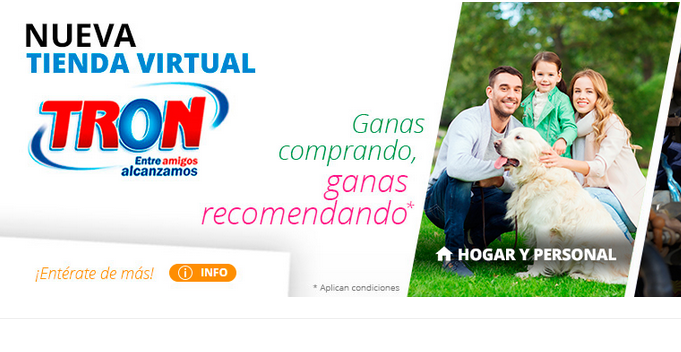 NUEVA
TIENDA VIRTUAL
TRON
Entre amigos
alcanzamos
Ganas
comprando,
ganas
recomendando*
¡Entérate de más!
i INFO
* Aplican condiciones
HOGAR Y PERSONAL